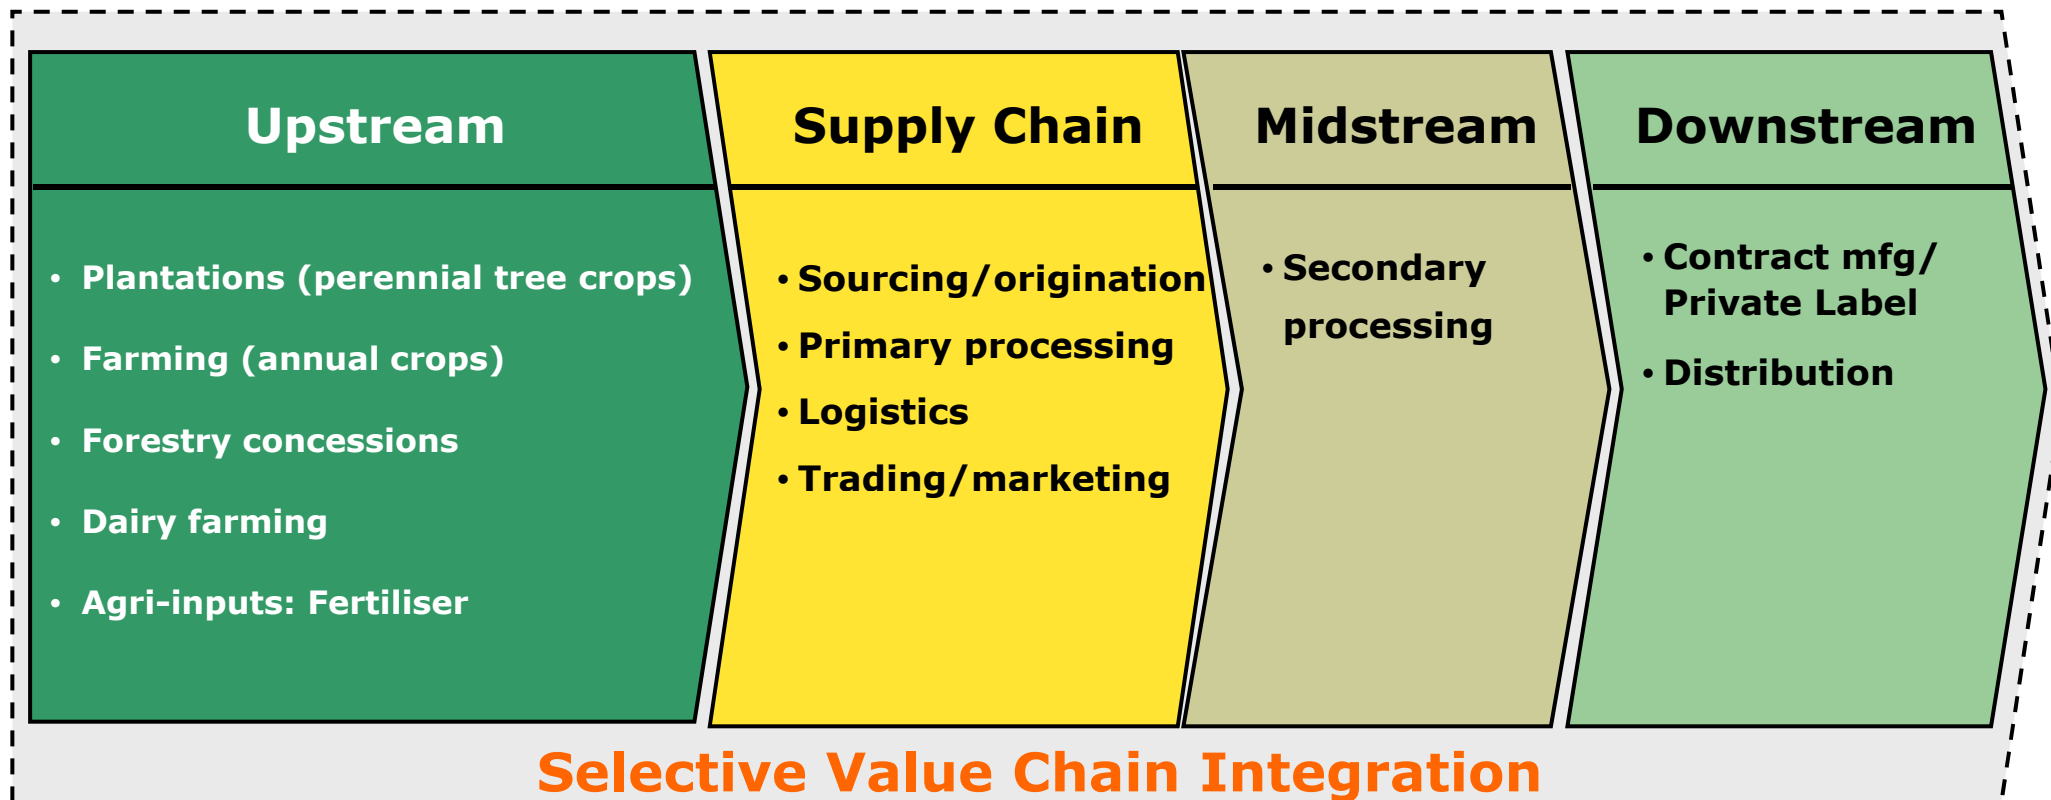 Upstream
• Plantations (perennial tree crops)
• Farming (annual crops)
• Forestry concessions
• Dairy farming
• Agri-inputs: Fertiliser
Supply Chain
• Sourcing/origination
• Primary processing
• Logistics
• Trading/marketing
Midstream
• Secondary
processing
Downstream
• Contract mfg/
Private Label
• Distribution
Selective Value Chain Integration